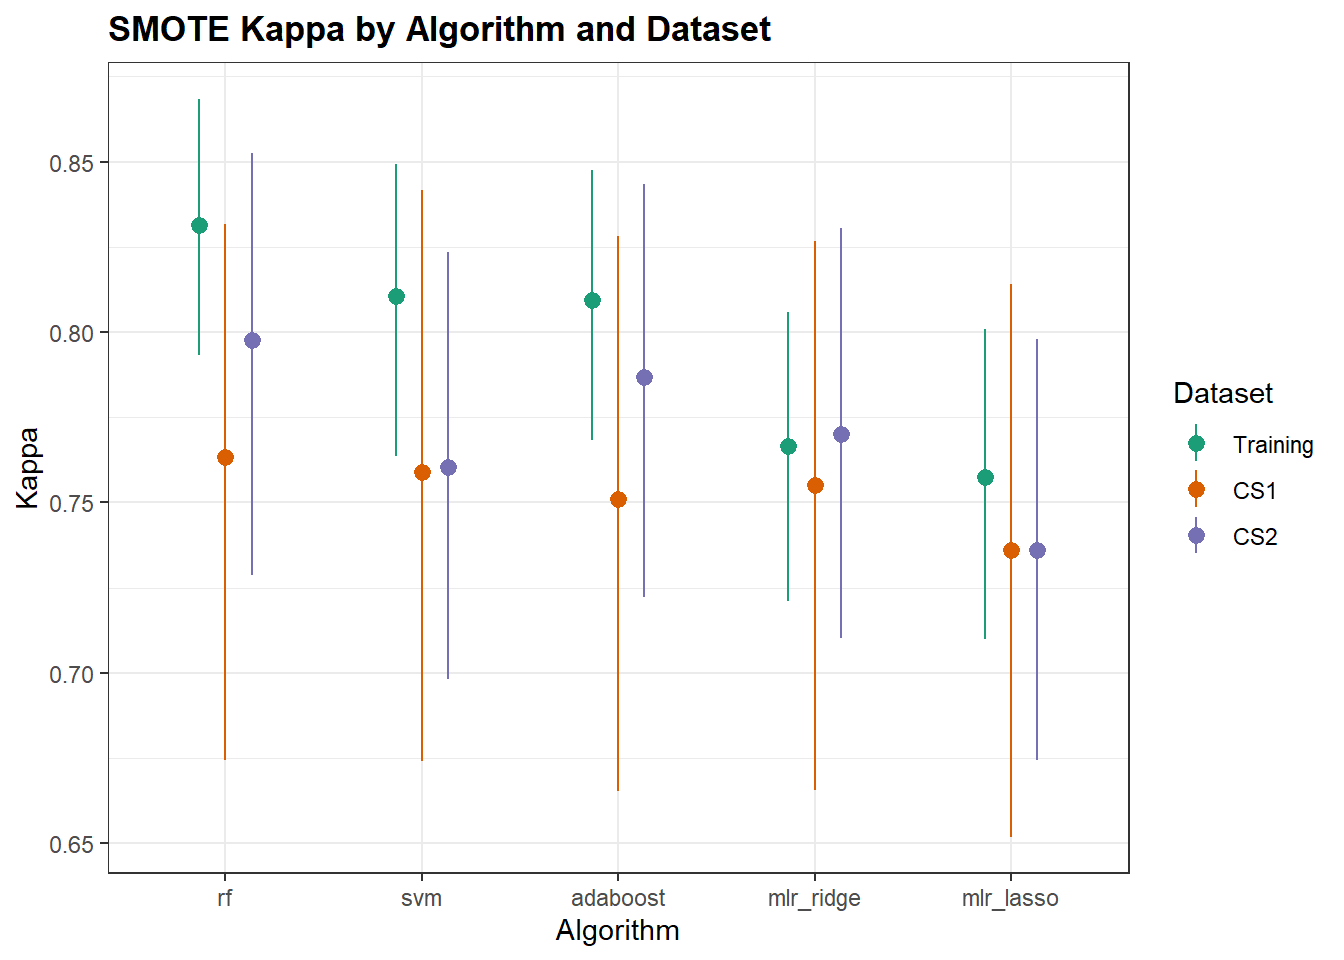 SMOTE Kappa by Algorithm and Dataset
Kappa
0.85
0.80
0.75
0.70
0.65
rf svm adaboost mlr_ridge mlr_lasso
Algorithm
Dataset
Training
CS1
CS2